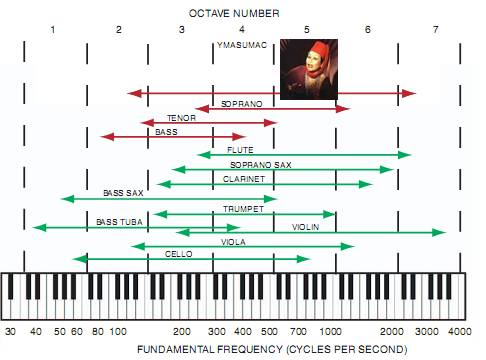 OCTAVE NUMBER
1 2 3 4 5 6 7
YMASUMAC
SOPRANO
TENOR
BASS
FLUTE
SOPRANO SAX
CLARINET
BASS SAX
TRUMPET
BASS TUBA
VIOLIN
VIOLA
CELLO
30 40 50 60 80 100 200 300 400 500 700 1000 2000 3000 4000
FUNDAMENTAL FREQUENCY (CYCLES PER SECOND)